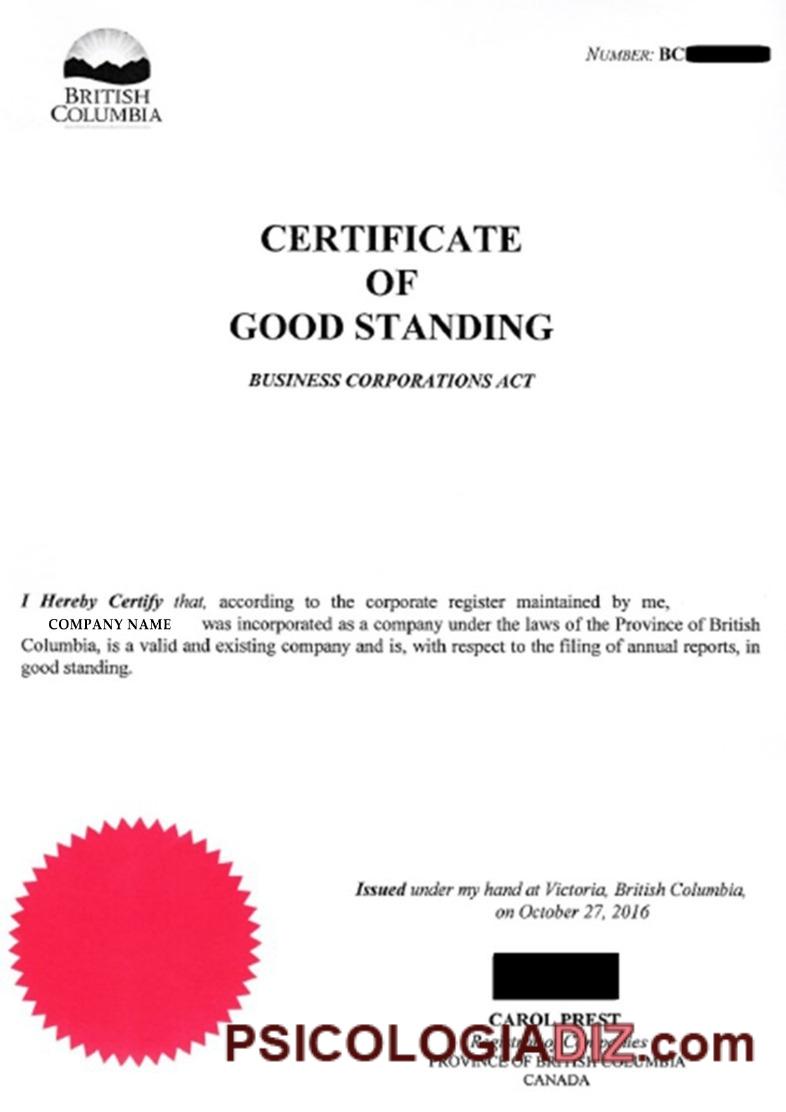 BRITISH
COLUMBIA
NUMBER: BC
CERTIFICATE
OF
GOOD STANDING
BUSINESS CORPORATIONS ACT
I Hereby Certify that, according to the corporate register maintained by me,
COMPANY NAME was incorporated as a company under the laws of the Province of British
Columbia, is a valid and existing company and is, with respect to the filing of annual reports, in
good standing.
Issued under my hand at Victoria, British Columbia,
on October 27, 2016
CAROL PREST
Registrar of Companies
PSICOLOGIADIZ.com
PROVINCE OF BRITISH COLUMBIA
CANADA